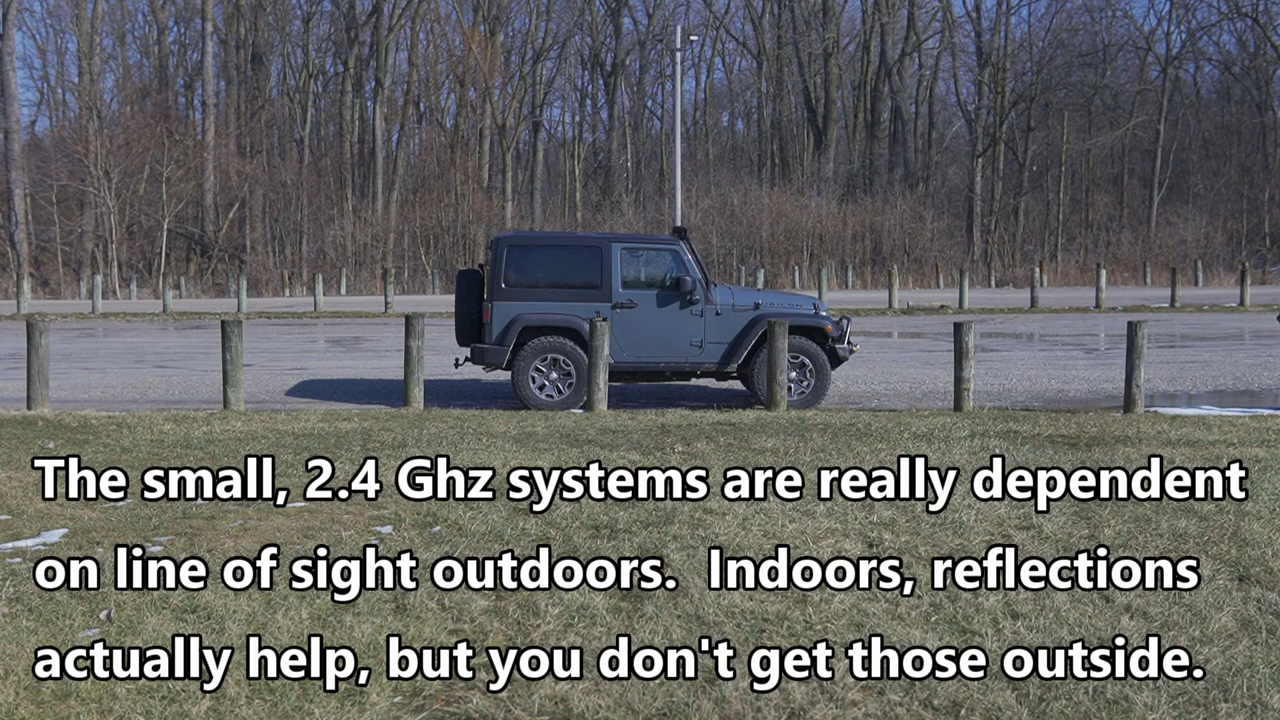 RUBICON
The small, 2.4 Ghz systems are really dependent
on line of sight outdoors.  Indoors, reflections
actually help, but you don't get those outside.